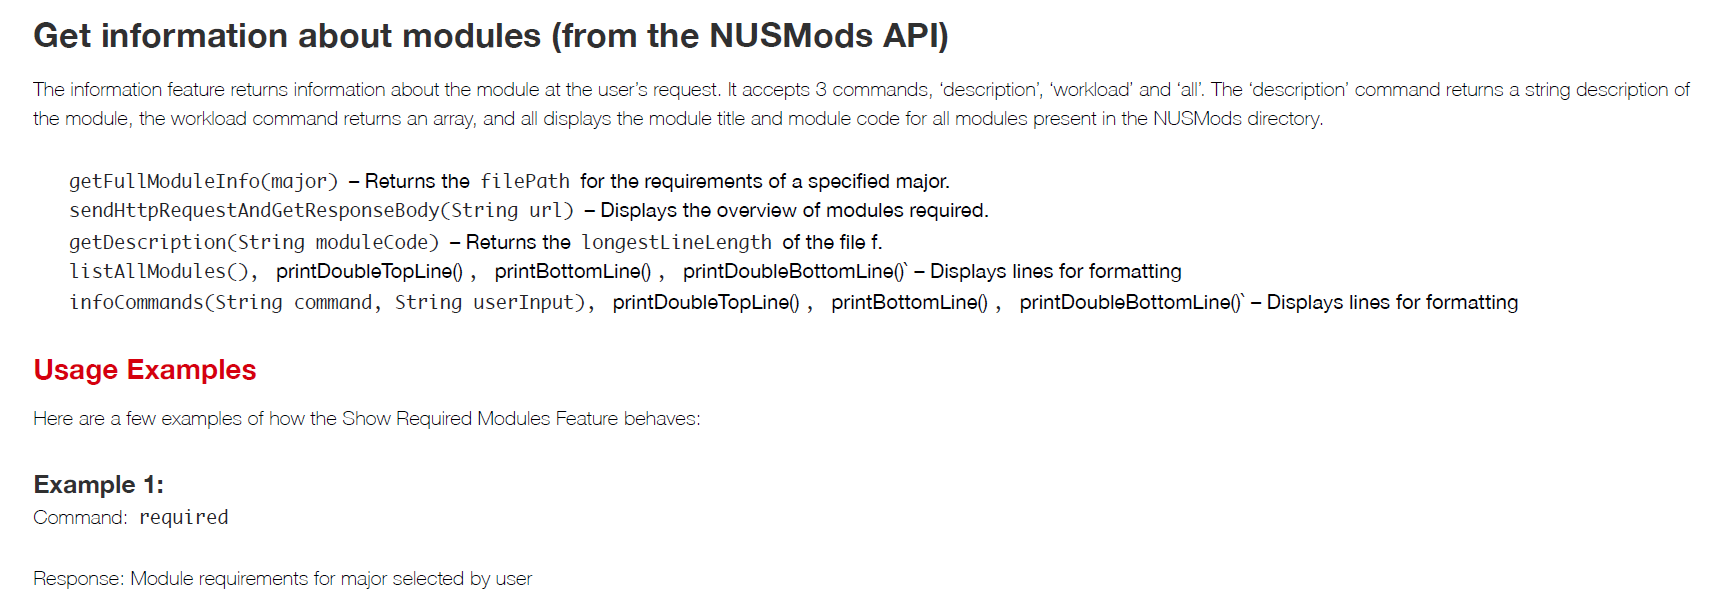 Get information about modules (from the NUSMods API)
The information feature returns information about the module at the user’s request. It accepts 3 commands, ‘description’, ‘workload’ and ‘all’. The ‘description’ command returns a string description of
the module, the workload command returns an array, and all displays the module title and module code for all modules present in the NUSMods directory.
getFullModuleInfo(major) – Returns the filePath for the requirements of a specified major.
sendHttpRequestAndGetResponseBody(String url) – Displays the overview of modules required.
getDescription(String moduleCode) – Returns the longestLineLength of the file f.
listAllModules(), printDoubleTopLine() , printBottomLine() , printDoubleBottomLine()` – Displays lines for formatting
infoCommands(String command, String userInput), printDoubleTopLine() , printBottomLine() , printDoubleBottomLine()` – Displays lines for formatting
Usage Examples
Here are a few examples of how the Show Required Modules Feature behaves:
Example 1:
Command: required
Response: Module requirements for major selected by user